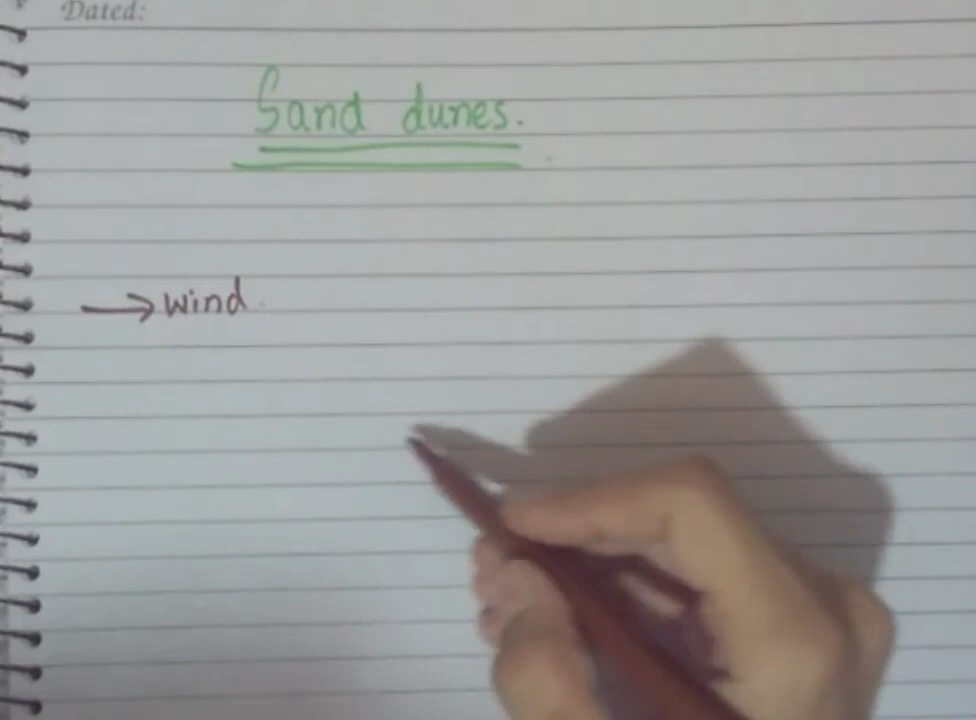 Dated:
Sand dunes.
→ wind